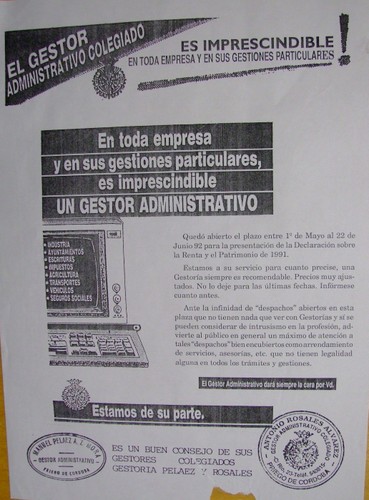 EL GESTOR
ADMINISTRATIVO COLEGIADO
ES IMPRESCINDIBLE !
EN TODA EMPRESA Y EN SUS GESTIONES PARTICULARES
En toda empresa
y en sus gestiones particulares,
es imprescindible
UN GESTOR ADMINISTRATIVO
• INDUSTRIA
• AYUNTAMIENTOS
• ESCRITURAS
• IMPUESTOS
• AGRICULTURA
• TRANSPORTES
• VEHICULOS
• SEGUROS SOCIALES
Quedó abierto el plazo entre 1º de Mayo al 22 de
Junio 92 para la presentación de la Declaración sobre
la Renta y el Patrimonio de 1991.
Estamos a su servicio para cuanto precise, una
Gestoría siempre es recomendable. Precios muy ajus-
tados. No lo deje para las últimas fechas. Infórmese
cuanto antes.
Ante la infinidad de "despachos" abiertos en esta
plaza que no tienen nada que ver con Gestorías y sí se
pueden considerar de intrusismo en la profesión, ad-
vierte al público en general un máximo de atención a
tales "despachos" bien encubiertos como arrendamiento
de servicios, asesorías, etc. que no tienen legalidad
alguna en todos los trámites y gestiones.
El Gestor Administrativo dará siempre la cara por Vd.
Estamos de su parte.
MANUEL PELAEZ
GESTOR ADMINISTRATIVO
PRIEGO DE CORDOBA
ES UN BUEN CONSEJO DE SUS
GESTORES COLEGIADOS
GESTORIA PELAEZ Y ROSALES
ANTONIO ROSALES ALVAREZ
GESTOR ADMINISTRATIVO COLEGIADO
PRIEGO DE CORDOBA